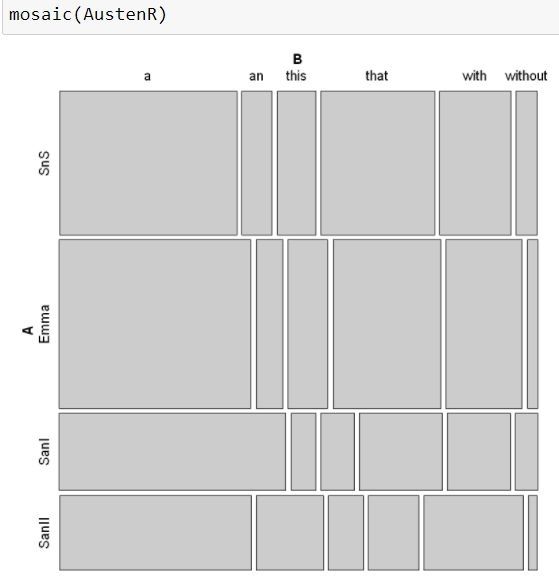 mosaic(AustenR)
B
a an this that with without
SnS
A
Emma
SanI
SanII